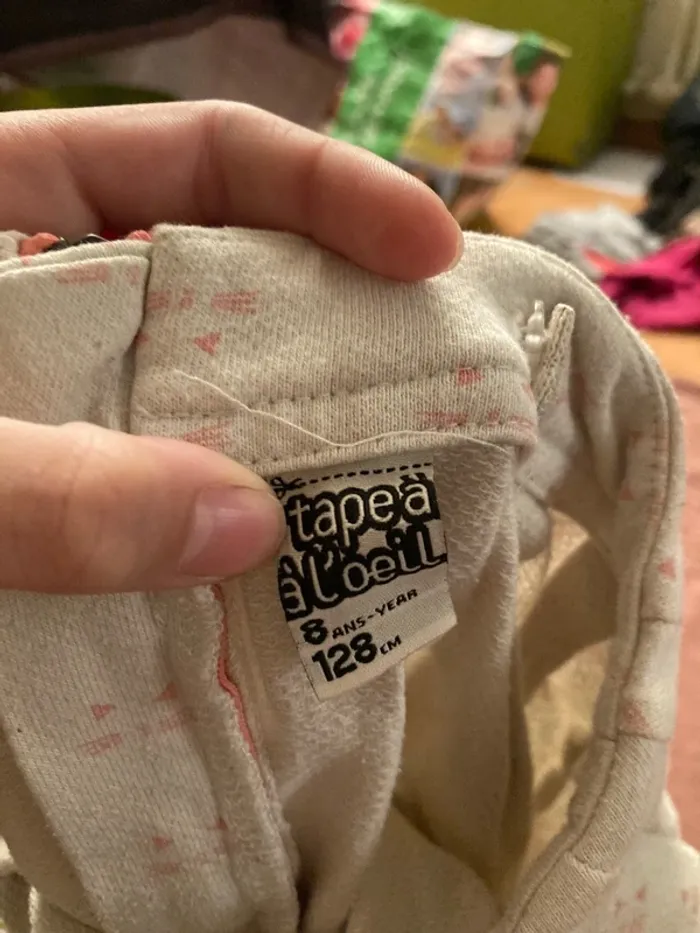 tape à
à l'oeil
8 ANS-YEAR
128 CM